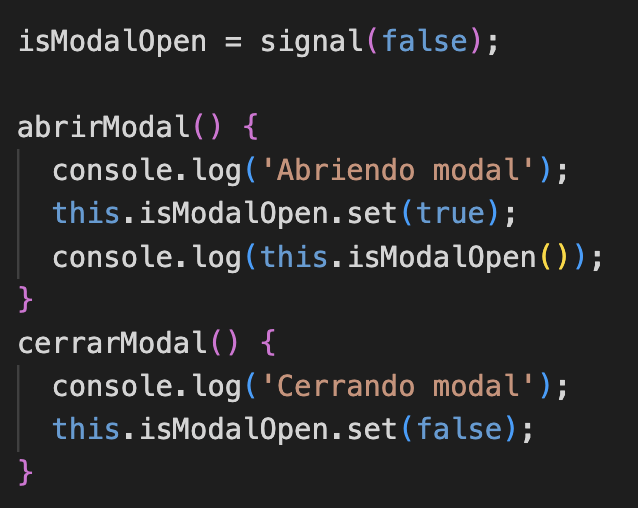 isModalOpen = signal(false);
abrirModal() {
console.log('Abriendo modal');
this.isModalOpen.set(true);
console.log(this.isModalOpen());
}
cerrarModal() {
console.log('Cerrando modal');
this.isModalOpen.set(false);
}